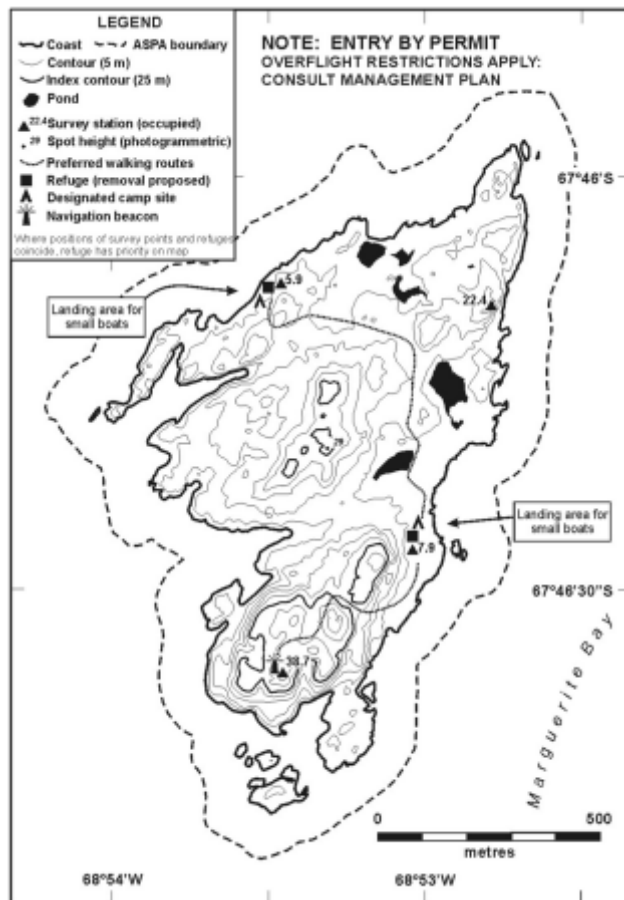 LEGEND
Coast
ASPA boundary
Contour (5 m)
Index contour (25 m)
Pond
22.4 Survey station (occupied)
29 Spot height (photogrammetric)
Preferred walking routes
Refuge (removal proposed)
Designated camp site
Navigation beacon
Where positions of survey points and refuges
coincide, refuge has priority on map
NOTE: ENTRY BY PERMIT
OVERFLIGHT RESTRICTIONS APPLY:
CONSULT MANAGEMENT PLAN
67°46'S
5.9
22.4
Landing area for
small boats
Landing area for
small boats
7.9
67°46'30"S
38.7
Marguerite Bay
0
500
metres
68°54'W
68°53'W